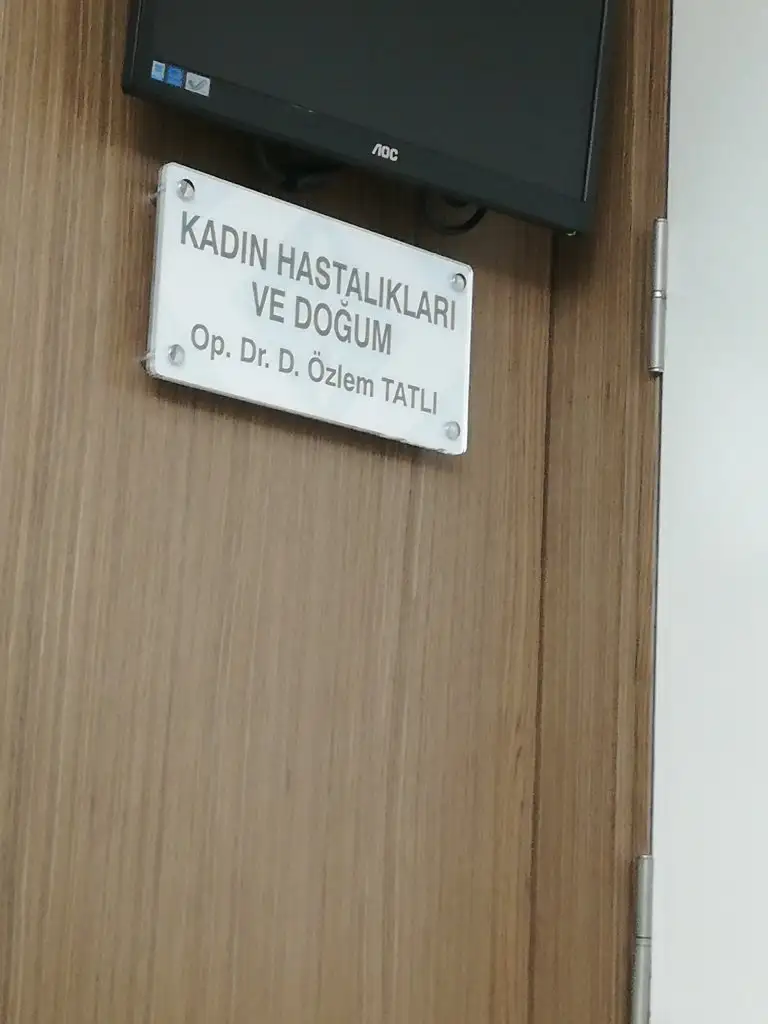 AOC
KADIN HASTALIKLARI
VE DOĞUM
Op. Dr. D. Özlem TATLI